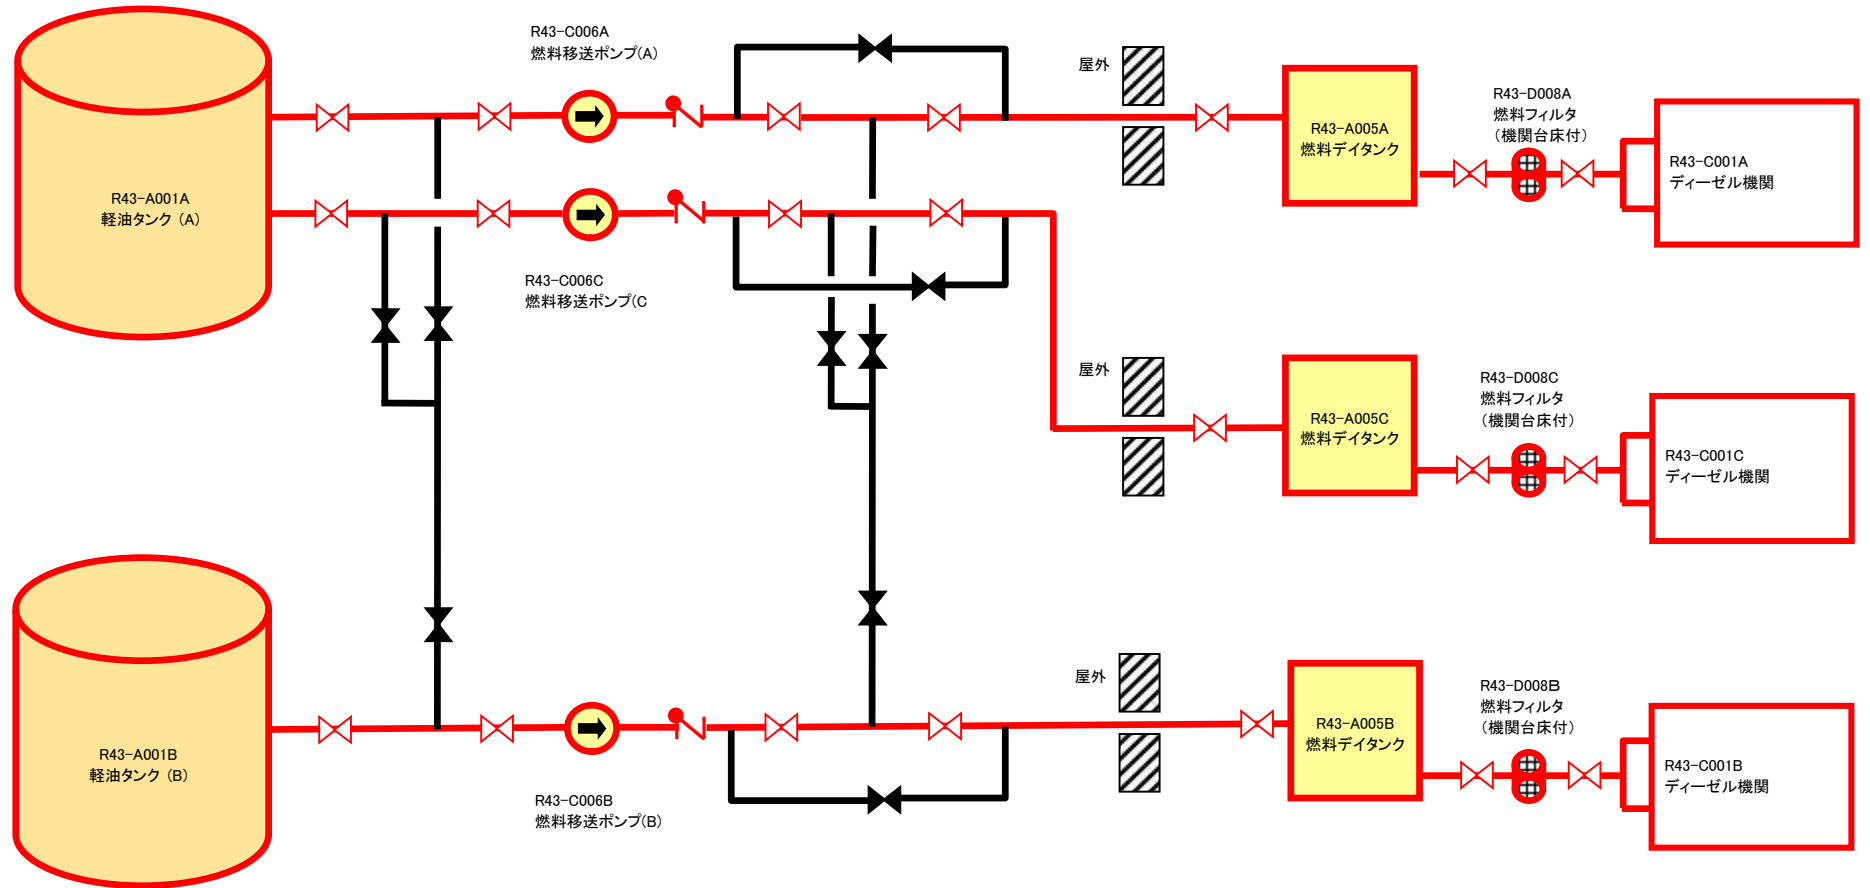 R43-C006A
燃料移送ポンプ(A)
屋外
R43-D008A
燃料フィルタ
(機関台床付)
R43-A005A
燃料デイタンク
R43-C001A
ディーゼル機関
R43-A001A
軽油タンク (A)
R43-C006C
燃料移送ポンプ(C
屋外
R43-D008C
燃料フィルタ
(機関台床付)
R43-A005C
燃料デイタンク
R43-C001C
ディーゼル機関
屋外
R43-D008B
燃料フィルタ
(機関台床付)
R43-A005B
燃料デイタンク
R43-C001B
ディーゼル機関
R43-A001B
軽油タンク (B)
R43-C006B
燃料移送ポンプ(B)